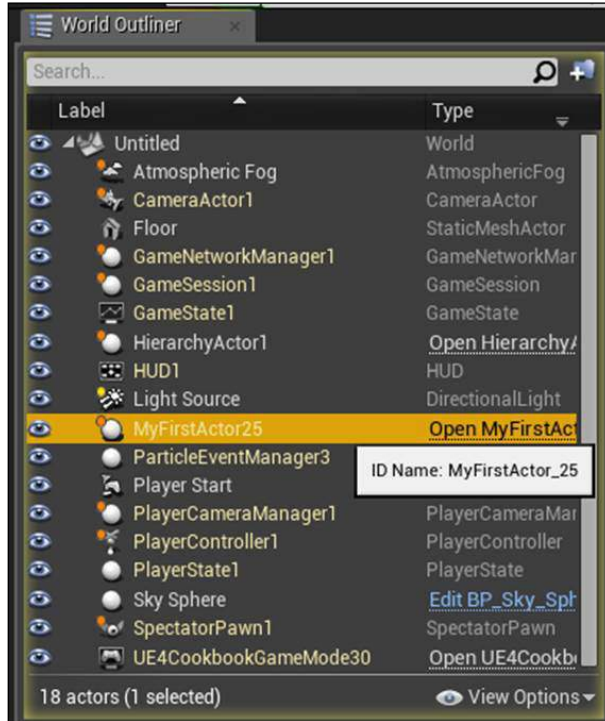 World Outliner
Search...
Label Type
Untitled World
Atmospheric Fog AtmosphericFog
CameraActor1 CameraActor
Floor StaticMeshActor
GameNetworkManager1 GameNetworkMar
GameSession1 GameSession
GameState1 GameState
HierarchyActor1 Open HierarchyA
HUD1 HUD
Light Source DirectionalLight
MyFirstActor25 Open MyFirstAct
ParticleEventManager3
ID Name: MyFirstActor_25
Player Start
PlayerCameraManager1 PlayerCameraMar
PlayerController1 PlayerController
PlayerState1 PlayerState
Sky Sphere Edit BP_Sky_Sph
SpectatorPawn1 SpectatorPawn
UE4CookbookGameMode30 Open UE4Cookb
18 actors (1 selected) View Options